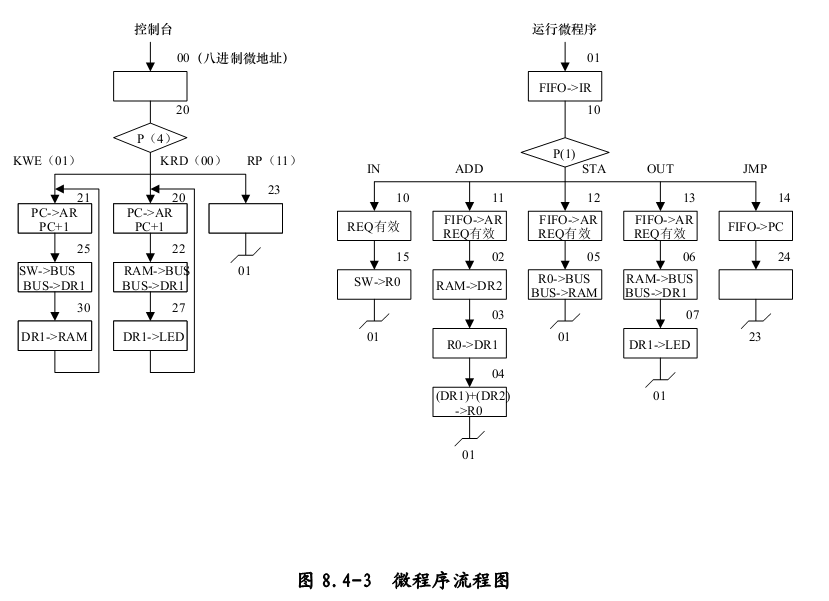 控制台
00（八进制微地址）
20
P（4）
KWE（01）
KRD（00）
RP（11）
21
PC->AR
PC+1
25
SW->BUS
BUS->DR1
30
DR1->RAM
20
PC->AR
PC+1
22
RAM->BUS
BUS->DR1
27
DR1->LED
23
01
运行微程序
01
FIFO->IR
10
P(1)
IN
ADD
STA
OUT
JMP
10
REQ有效
15
SW->R0
01
11
FIFO->AR
REQ有效
02
RAM->DR2
03
R0->DR1
04
(DR1)+(DR2)
->R0
01
12
FIFO->AR
REQ有效
05
R0->BUS
BUS->RAM
01
13
FIFO->AR
REQ有效
06
RAM->BUS
BUS->DR1
07
DR1->LED
01
14
FIFO->PC
24
23
图 8.4-3 微程序流程图